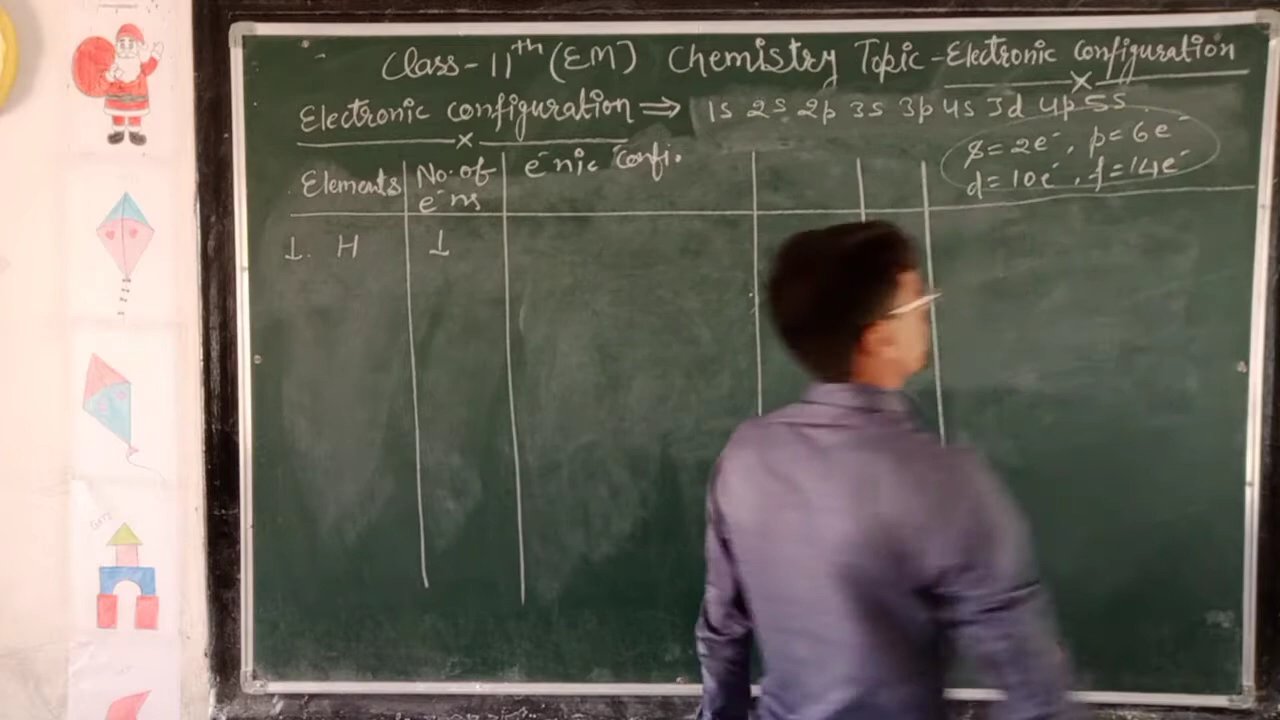 Class-11th (EM) Chemistry Topic-Electronic configuration
Electronic configuration ⇒ 1s 2s 2p 3s 3p 4s 3d 4p 5s
s=2e⁻, p=6e⁻
d=10e⁻, f=14e⁻
Elements No. of e⁻ns e⁻nic confi.
1. H 1